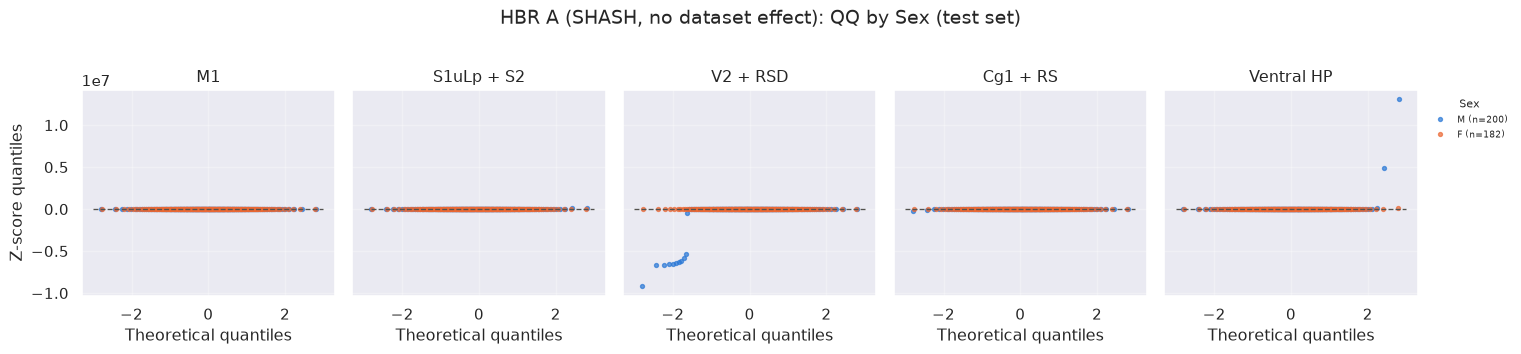 HBR A (SHASH, no dataset effect): QQ by Sex (test set)
M1
S1uLp + S2
V2 + RSD
Cg1 + RS
Ventral HP
1e7
Z-score quantiles
1.0
0.5
0.0
−0.5
−1.0
−2 0 2
−2 0 2
−2 0 2
−2 0 2
−2 0 2
Theoretical quantiles
Theoretical quantiles
Theoretical quantiles
Theoretical quantiles
Theoretical quantiles
Sex
M (n=200)
F (n=182)